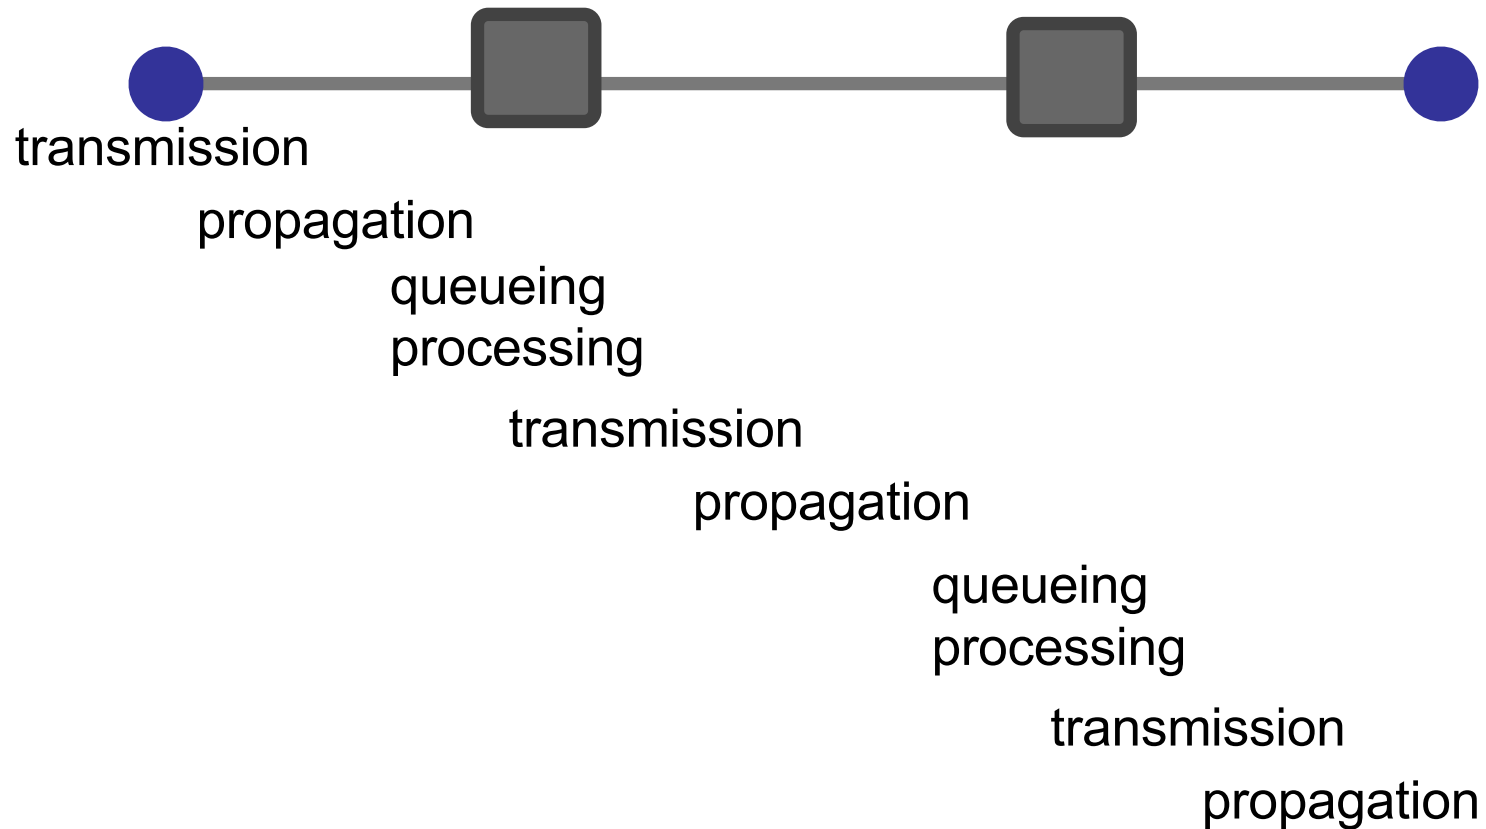 transmission
propagation
queueing
processing
transmission
propagation
queueing
processing
transmission
propagation